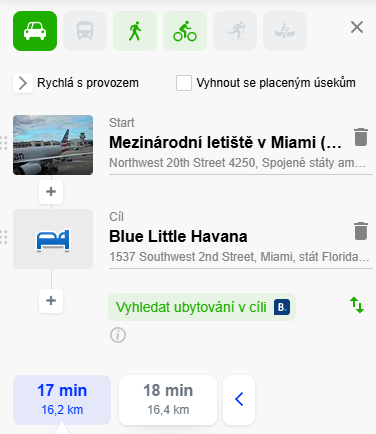 Rychlá s provozem
Vyhnout se placeným úsekům
Start
Mezinárodní letiště v Miami (...
Northwest 20th Street 4250, Spojené státy am...
Cíl
Blue Little Havana
1537 Southwest 2nd Street, Miami, stát Florida...
Vyhledat ubytování v cíli B.
17 min
16,2 km
18 min
16,4 km